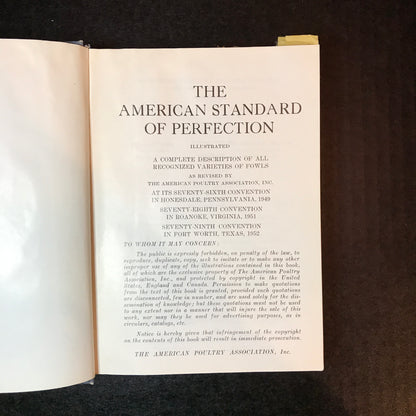 THE
AMERICAN STANDARD
OF PERFECTION
ILLUSTRATED
A COMPLETE DESCRIPTION OF ALL
RECOGNIZED VARIETIES OF FOWLS
AS REVISED BY
THE AMERICAN POULTRY ASSOCIATION, INC.
AT ITS SEVENTY-SIXTH CONVENTION
IN HONESDALE, PENNSYLVANIA, 1949
SEVENTY-EIGHTH CONVENTION
IN ROANOKE, VIRGINIA, 1951
SEVENTY-NINTH CONVENTION
IN FORT WORTH, TEXAS, 1952
TO WHOM IT MAY CONCERN:
The public is expressly forbidden, on penalty of the law, to
reproduce, duplicate, copy, seek to imitate or to make any other
improper use of any of the illustrations contained in this book,
all of which are the exclusive property of The American Poultry
Association, Inc., and protected by copyright in the United
States, England and Canada. Permission to make quotations
from the text of this book is granted, provided such quotations
are disconnected, few in number, and are used solely for the dis-
semination of knowledge; but these quotations must not be used
to any extent nor in a manner that will injure the sale of this
work, nor may they be used for advertising purposes, as in
circulars, catalogs, etc.
Notice is hereby given that infringement of the copyright
on the contents of this book will result in immediate prosecution.
THE AMERICAN POULTRY ASSOCIATION, Inc.